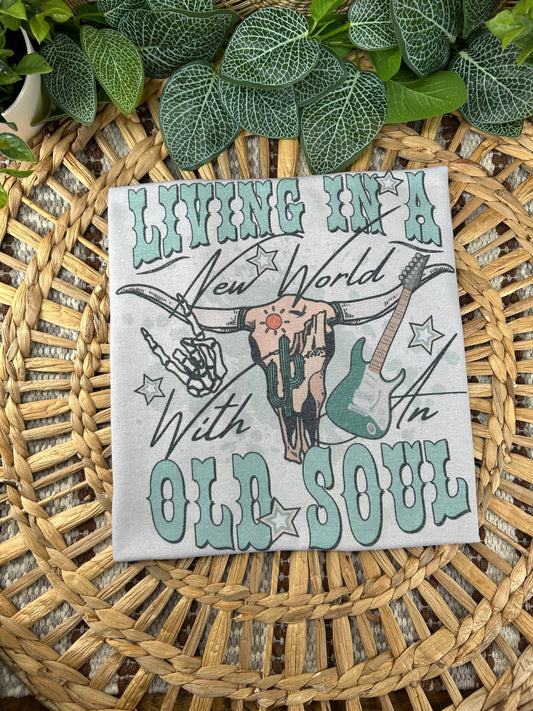 LIVING IN A
New World
With An
OLD SOUL